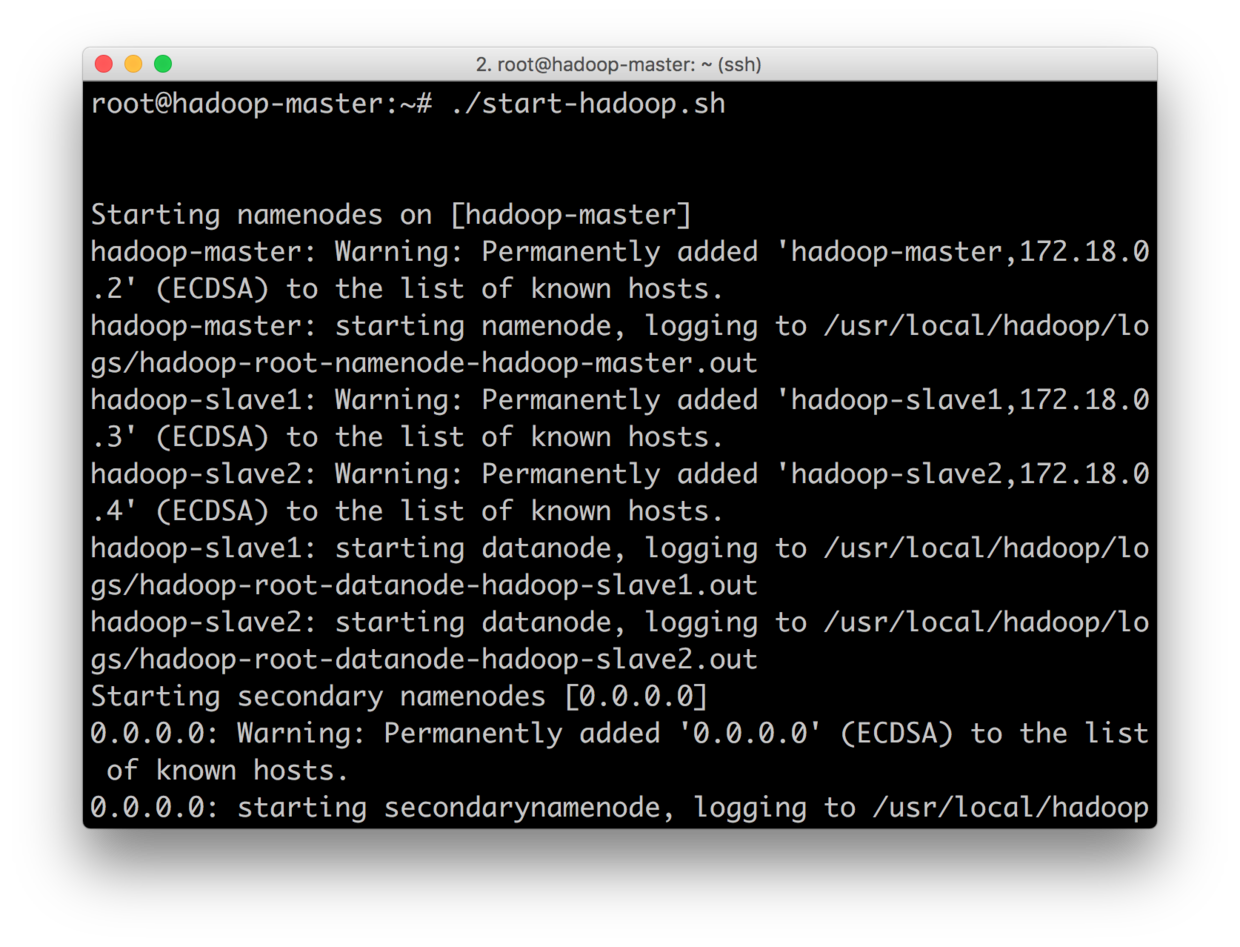 2. root@hadoop-master: ~ (ssh)
root@hadoop-master:~# ./start-hadoop.sh
Starting namenodes on [hadoop-master]
hadoop-master: Warning: Permanently added 'hadoop-master,172.18.0
.2' (ECDSA) to the list of known hosts.
hadoop-master: starting namenode, logging to /usr/local/hadoop/lo
gs/hadoop-root-namenode-hadoop-master.out
hadoop-slave1: Warning: Permanently added 'hadoop-slave1,172.18.0
.3' (ECDSA) to the list of known hosts.
hadoop-slave2: Warning: Permanently added 'hadoop-slave2,172.18.0
.4' (ECDSA) to the list of known hosts.
hadoop-slave1: starting datanode, logging to /usr/local/hadoop/lo
gs/hadoop-root-datanode-hadoop-slave1.out
hadoop-slave2: starting datanode, logging to /usr/local/hadoop/lo
gs/hadoop-root-datanode-hadoop-slave2.out
Starting secondary namenodes [0.0.0.0]
0.0.0.0: Warning: Permanently added '0.0.0.0' (ECDSA) to the list
 of known hosts.
0.0.0.0: starting secondarynamenode, logging to /usr/local/hadoop